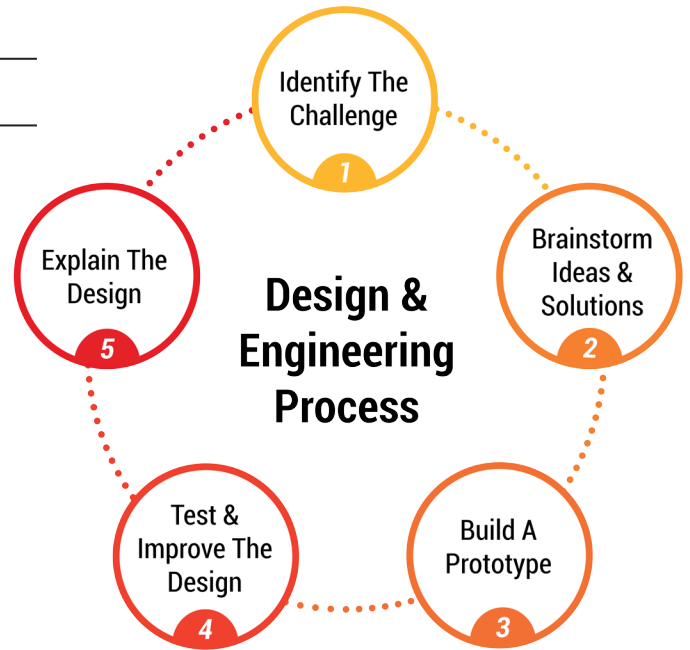 Identify The
Challenge
1
Brainstorm
Ideas &
Solutions
2
Build A
Prototype
3
Test &
Improve The
Design
4
Explain The
Design
5
Design &
Engineering
Process